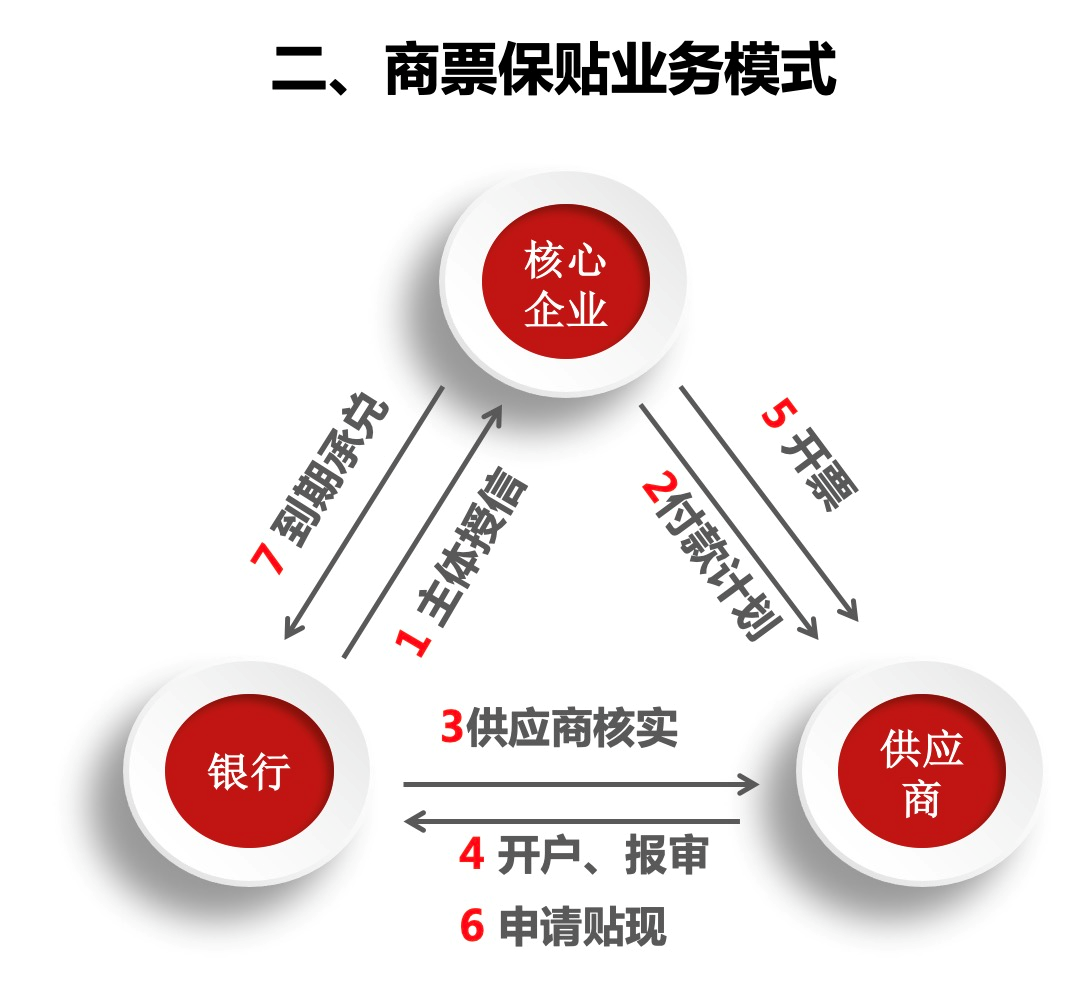 二、商票保贴业务模式
核心
企业
7 到期承兑
1 主体授信
2付款计划
5 开票
银行
3供应商核实
供应
商
4 开户、报审
6 申请贴现